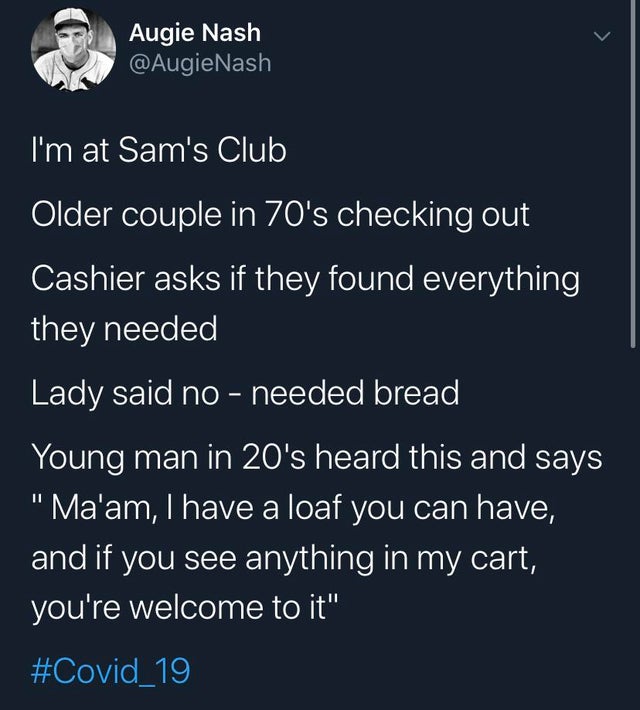 Augie Nash
@AugieNash
I'm at Sam's Club
Older couple in 70's checking out
Cashier asks if they found everything
they needed
Lady said no - needed bread
Young man in 20's heard this and says
" Ma'am, I have a loaf you can have,
and if you see anything in my cart,
you're welcome to it"
#Covid_19